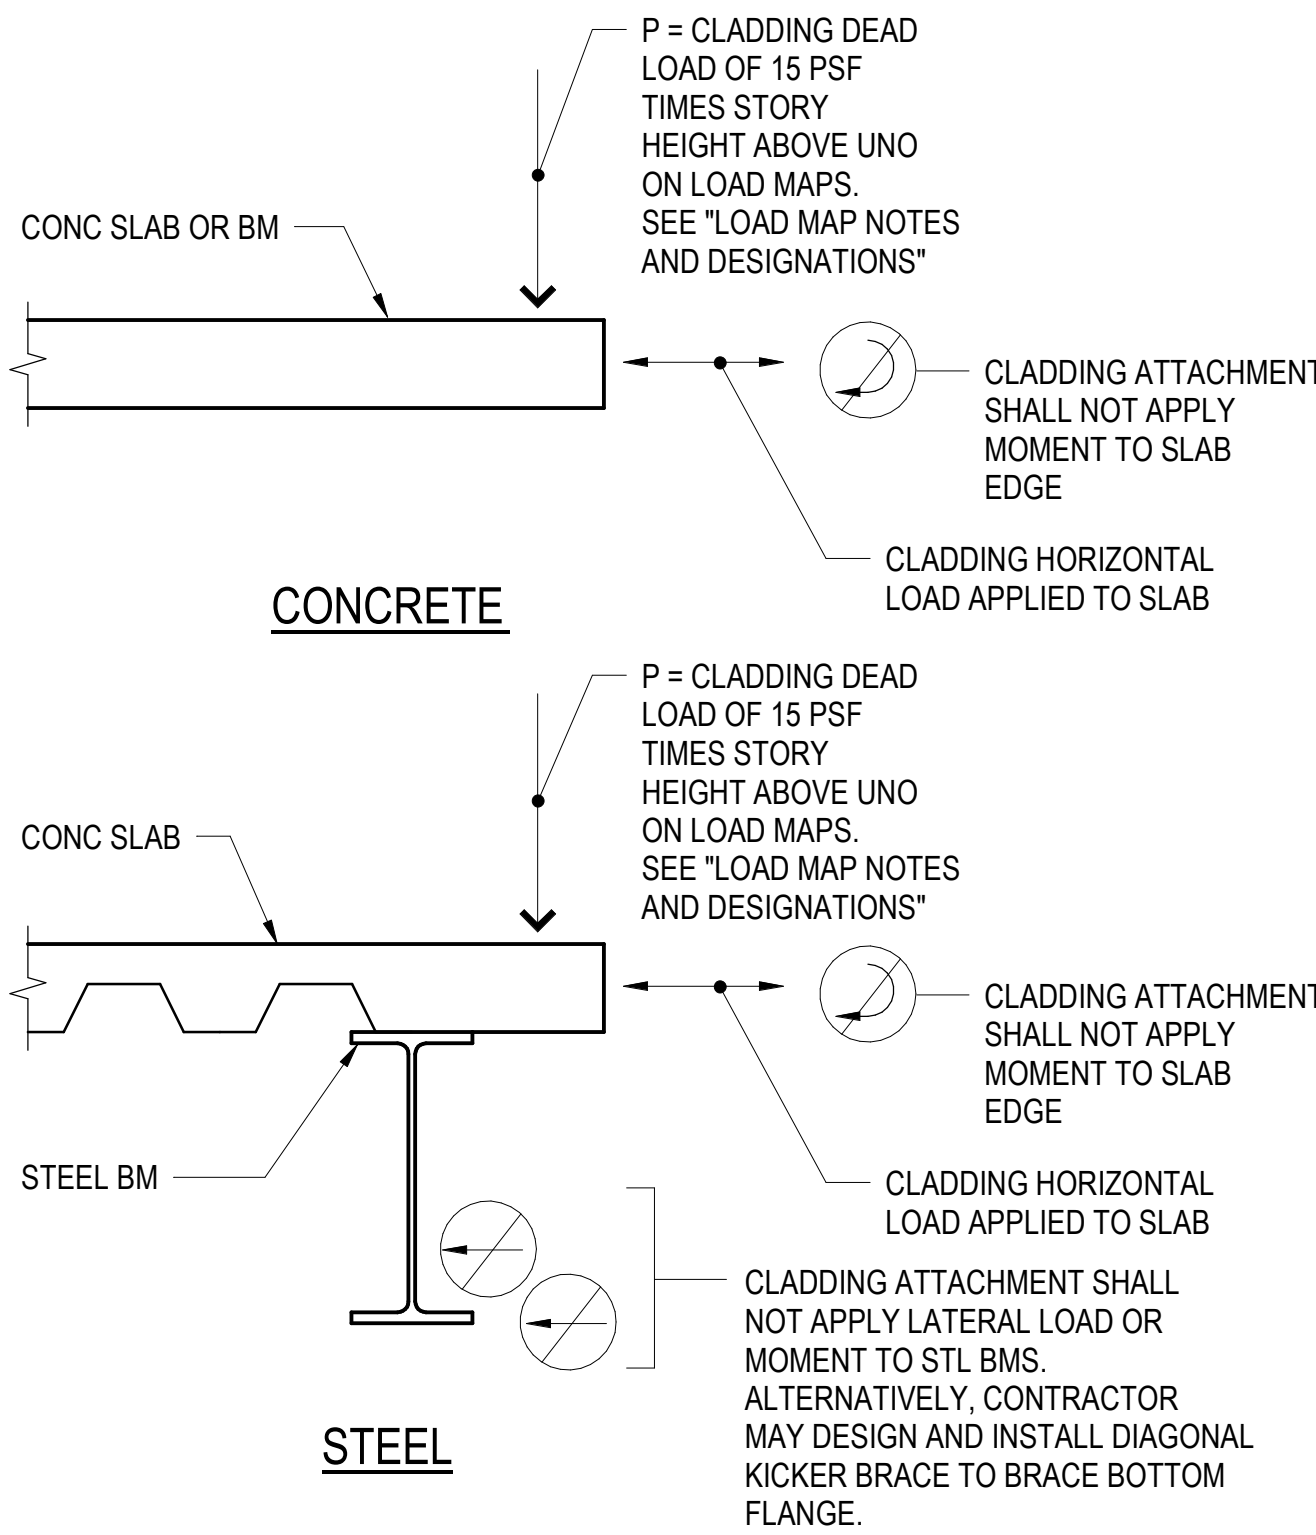 P = CLADDING DEAD
LOAD OF 15 PSF
TIMES STORY
HEIGHT ABOVE UNO
ON LOAD MAPS.
SEE "LOAD MAP NOTES
AND DESIGNATIONS"
CONC SLAB OR BM
CLADDING ATTACHMENT
SHALL NOT APPLY
MOMENT TO SLAB
EDGE
CLADDING HORIZONTAL
LOAD APPLIED TO SLAB
CONCRETE
P = CLADDING DEAD
LOAD OF 15 PSF
TIMES STORY
HEIGHT ABOVE UNO
ON LOAD MAPS.
SEE "LOAD MAP NOTES
AND DESIGNATIONS"
CONC SLAB
CLADDING ATTACHMENT
SHALL NOT APPLY
MOMENT TO SLAB
EDGE
STEEL BM
CLADDING HORIZONTAL
LOAD APPLIED TO SLAB
CLADDING ATTACHMENT SHALL
NOT APPLY LATERAL LOAD OR
MOMENT TO STL BMS.
ALTERNATIVELY, CONTRACTOR
MAY DESIGN AND INSTALL DIAGONAL
KICKER BRACE TO BRACE BOTTOM
FLANGE.
STEEL